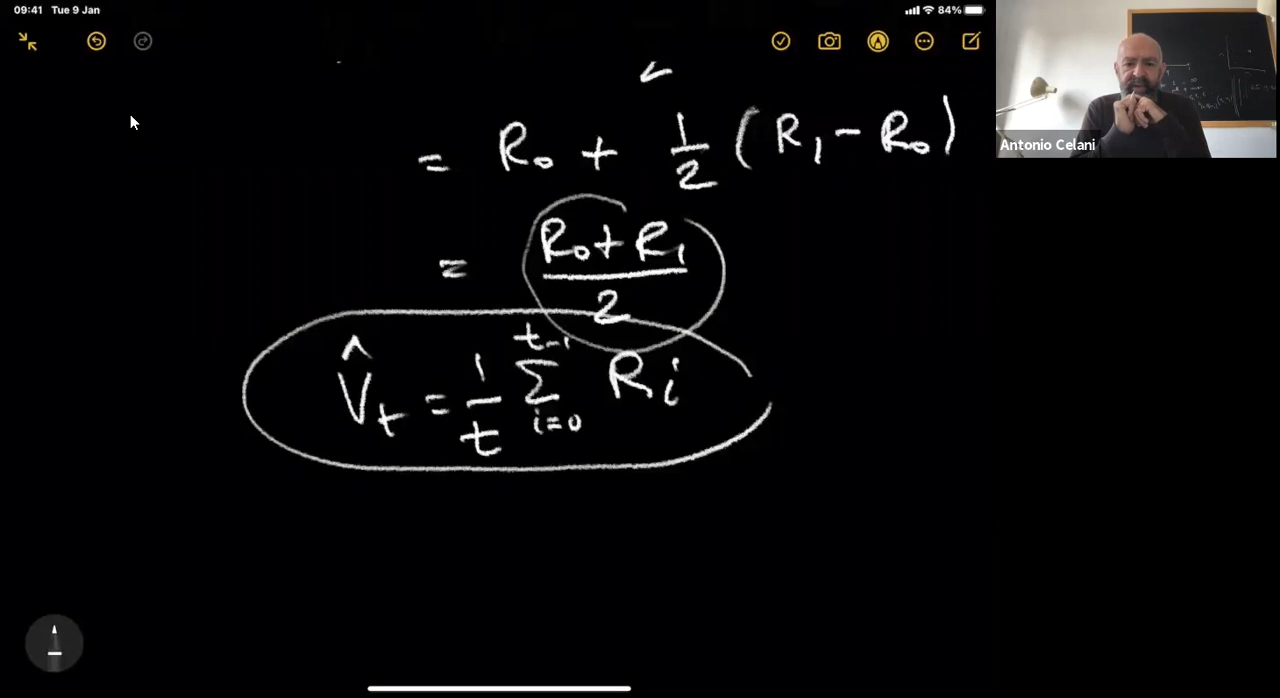 09:41 Tue 9 Jan 84%
= R₀ + 1/2 (R₁ - R₀)
= (R₀ + R₁)/2
V̂ₜ = 1/t Σ_{i=0}^{t-1} Rᵢ
Antonio Celani